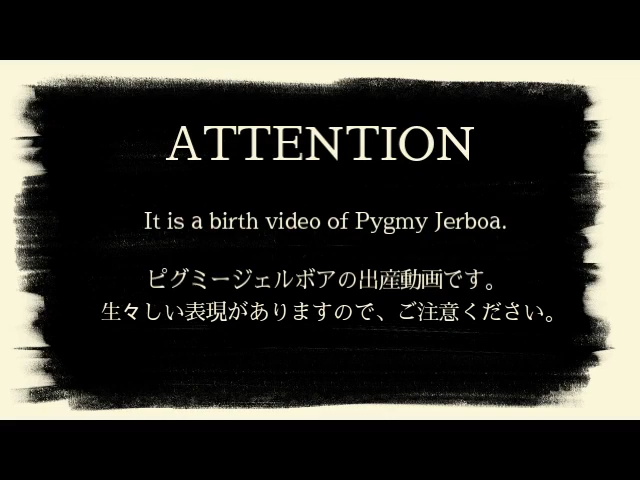 ATTENTION
It is a birth video of Pygmy Jerboa.
ピグミージェルボアの出産動画です。
生々しい表現がありますので、ご注意ください。